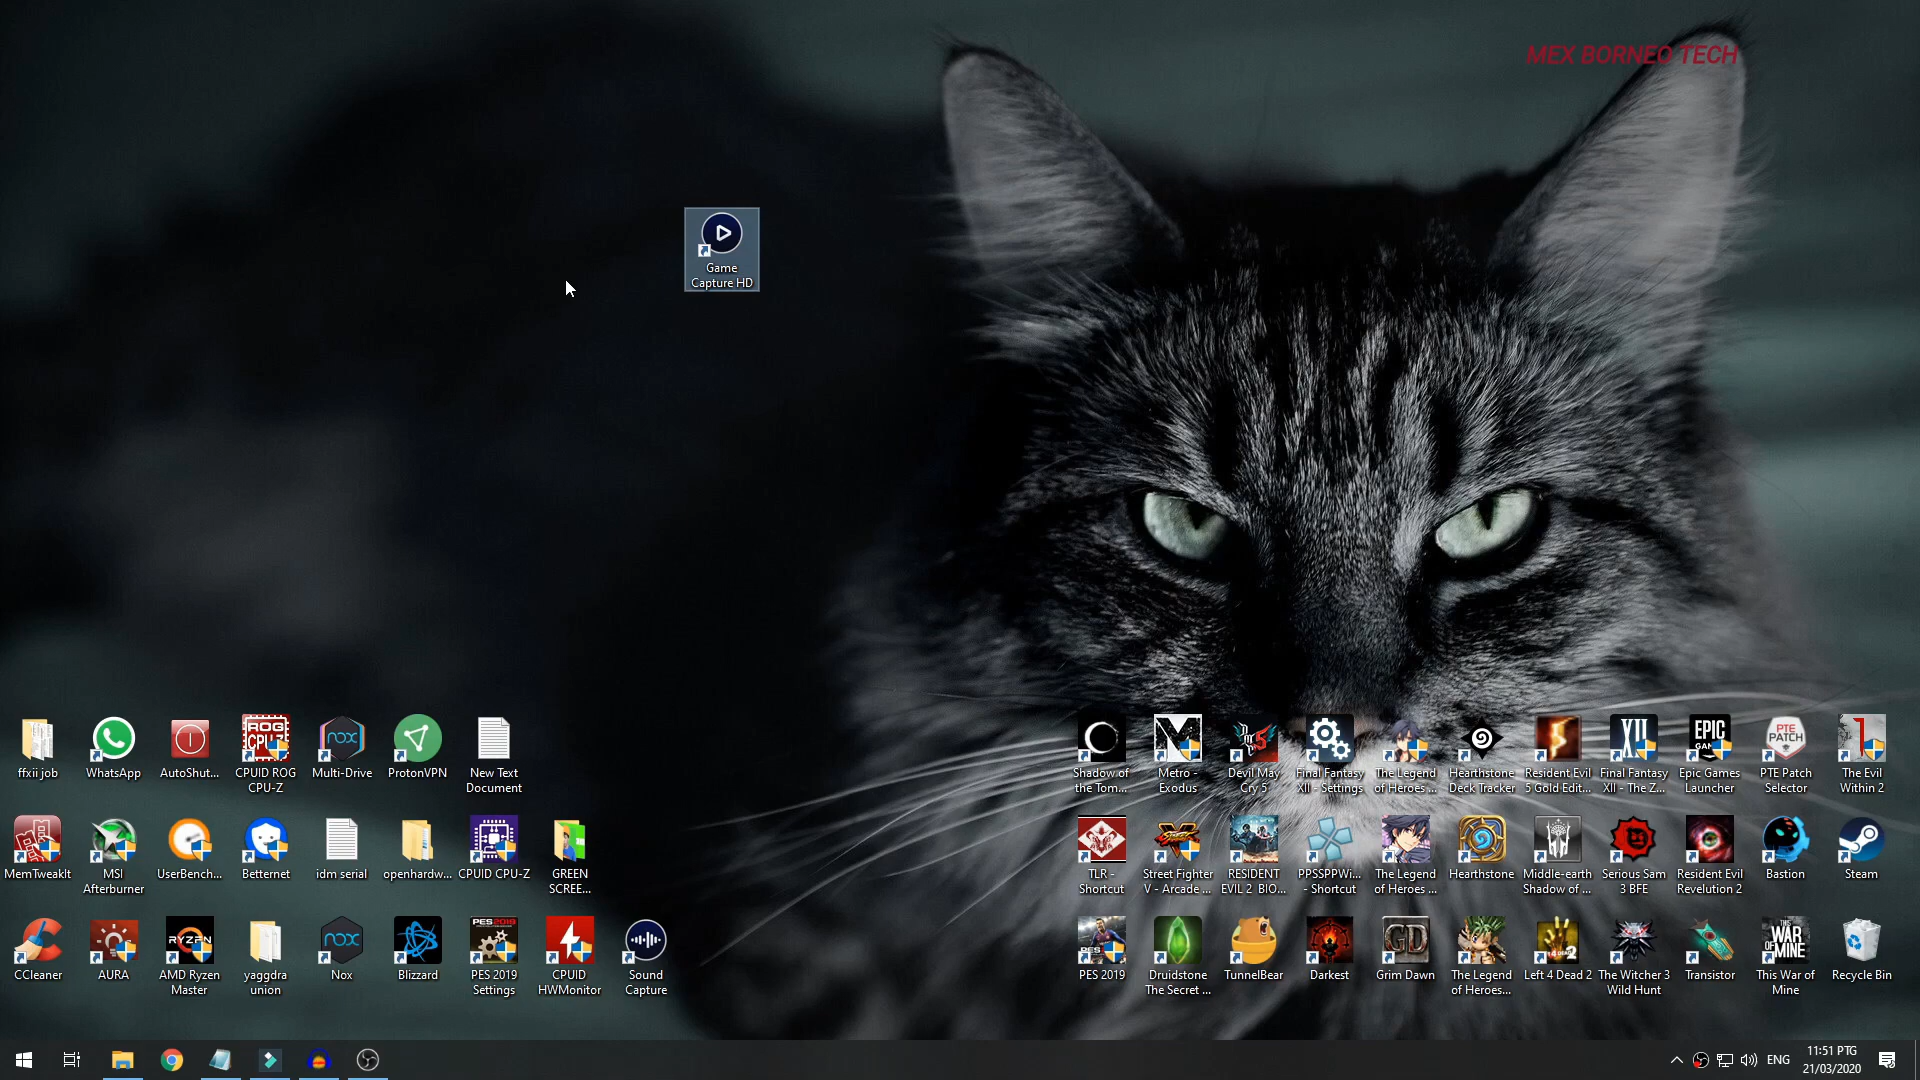 MEX BORNEO TECH
Game
Capture HD
ffxii job
WhatsApp
AutoShut...
CPUID ROG
CPU-Z
Multi-Drive
ProtonVPN
New Text
Document
Shadow of
the Tom...
Metro -
Exodus
Devil May
Cry 5
Final Fantasy
XII - Settings
The Legend
of Heroes ...
Hearthstone
Deck Tracker
Resident Evil
5 Gold Edit...
Final Fantasy
XII - The Z...
Epic Games
Launcher
PTE Patch
Selector
The Evil
Within 2
MemTweakIt
MSI
Afterburner
UserBench...
Betternet
idm serial
openhardw...
CPUID CPU-Z
GREEN
SCREE...
TLR -
Shortcut
Street Fighter
V - Arcade ...
RESIDENT
EVIL 2 BIO...
PPSSPPWi...
- Shortcut
The Legend
of Heroes ...
Hearthstone
Middle-earth
Shadow of ...
Serious Sam
3 BFE
Resident Evil
Revelution 2
Bastion
Steam
CCleaner
AURA
AMD Ryzen
Master
yaggdra
union
Nox
Blizzard
PES 2019
Settings
CPUID
HWMonitor
Sound
Capture
PES 2019
Druidstone
The Secret ...
TunnelBear
Darkest
Grim Dawn
The Legend
of Heroes...
Left 4 Dead 2
The Witcher 3
Wild Hunt
Transistor
This War of
Mine
Recycle Bin
ENG
11:51 PTG
21/03/2020